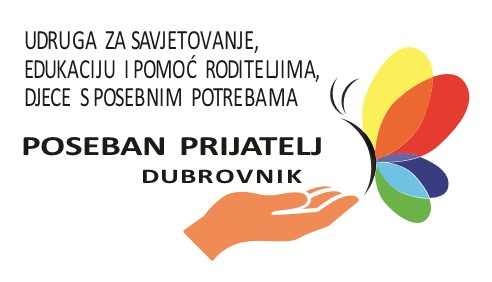 UDRUGA ZA SAVJETOVANJE,
EDUKACIJU I POMOĆ RODITELJIMA,
DJECE S POSEBNIM POTREBAMA
POSEBAN PRIJATELJ
DUBROVNIK